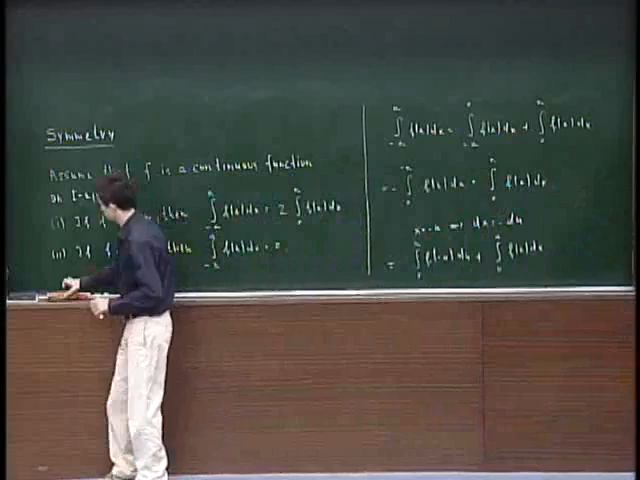 Symmetry
Assume that f is a continuous function
on [-a,
(i) If f then ∫_{-a}^{a} f(x)dx = 2 ∫_{0}^{a} f(x)dx
(ii) If f then ∫_{-a}^{a} f(x)dx = 0
∫_{-a}^{a} f(x)dx = ∫_{-a}^{0} f(x)dx + ∫_{0}^{a} f(x)dx
= - ∫_{0}^{-a} f(x)dx + ∫_{0}^{a} f(x)dx
x=-u ⇒ dx=-du
= ∫_{0}^{a} f(-u)du + ∫_{0}^{a} f(x)dx